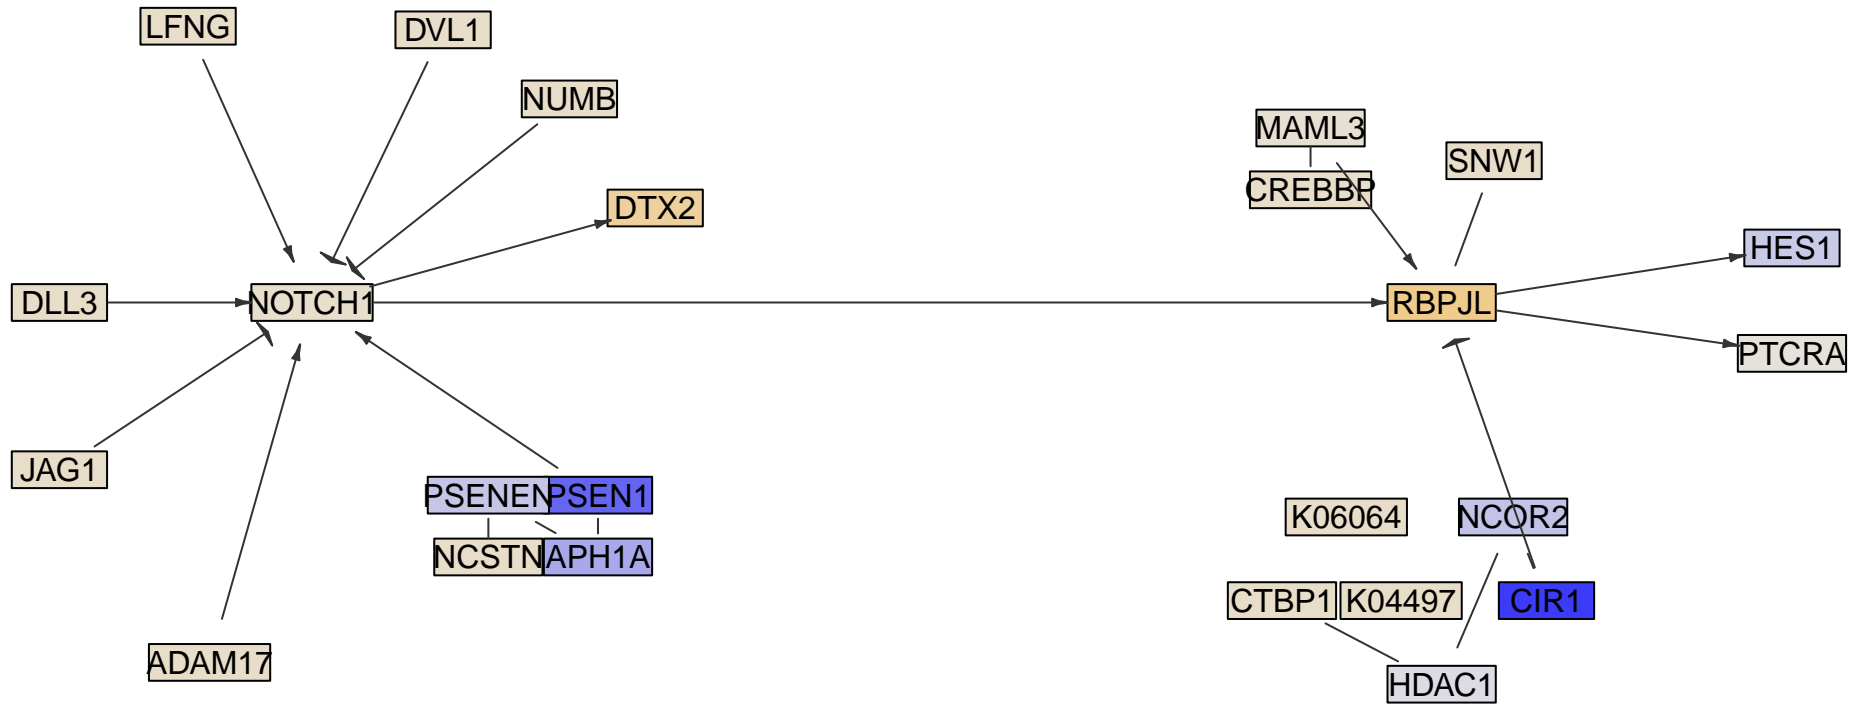 LFNG
DVL1
NUMB
MAML3
SNW1
CREBBP
DTX2
HES1
DLL3
NOTCH1
RBPJL
PTCRA
JAG1
PSENEN
PSEN1
K06064
NCOR2
NCSTN
APH1A
CTBP1
K04497
CIR1
ADAM17
HDAC1